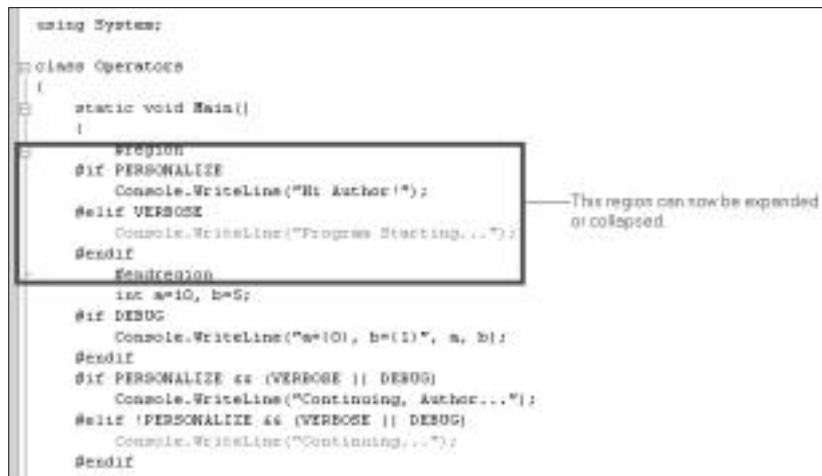 using System;
class Operators
{
static void Main()
{
#region
#if PERSONALIZE
Console.WriteLine("Hi Author!");
#elif VERBOSE
Console.WriteLine("Program Starting...");
#endif
#endregion
int a=10, b=5;
#if DEBUG
Console.WriteLine("a={0}, b={1}", a, b);
#endif
#if PERSONALIZE && (VERBOSE || DEBUG)
Console.WriteLine("Continuing, Author...");
#elif !PERSONALIZE && (VERBOSE || DEBUG)
Console.WriteLine("Continuing...");
#endif
This region can now be expanded
or collapsed.